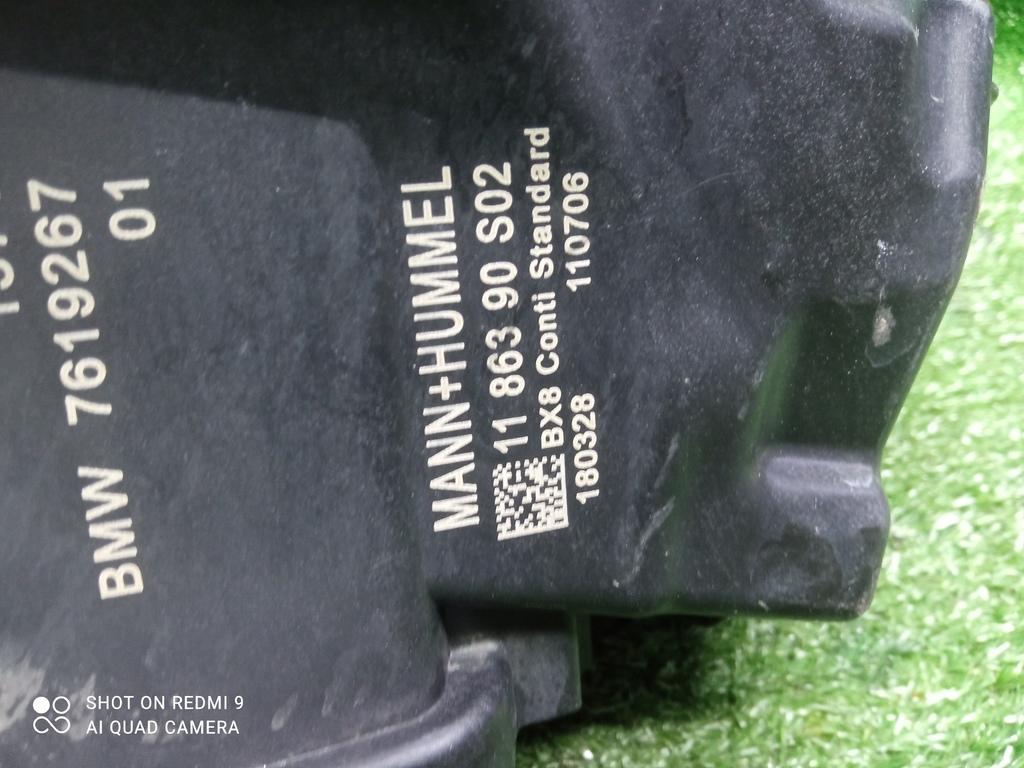 BMW 7619267
01
MANN+HUMMEL
11 863 90 S02
BX8 Conti Standard
180328 110706
SHOT ON REDMI 9
AI QUAD CAMERA